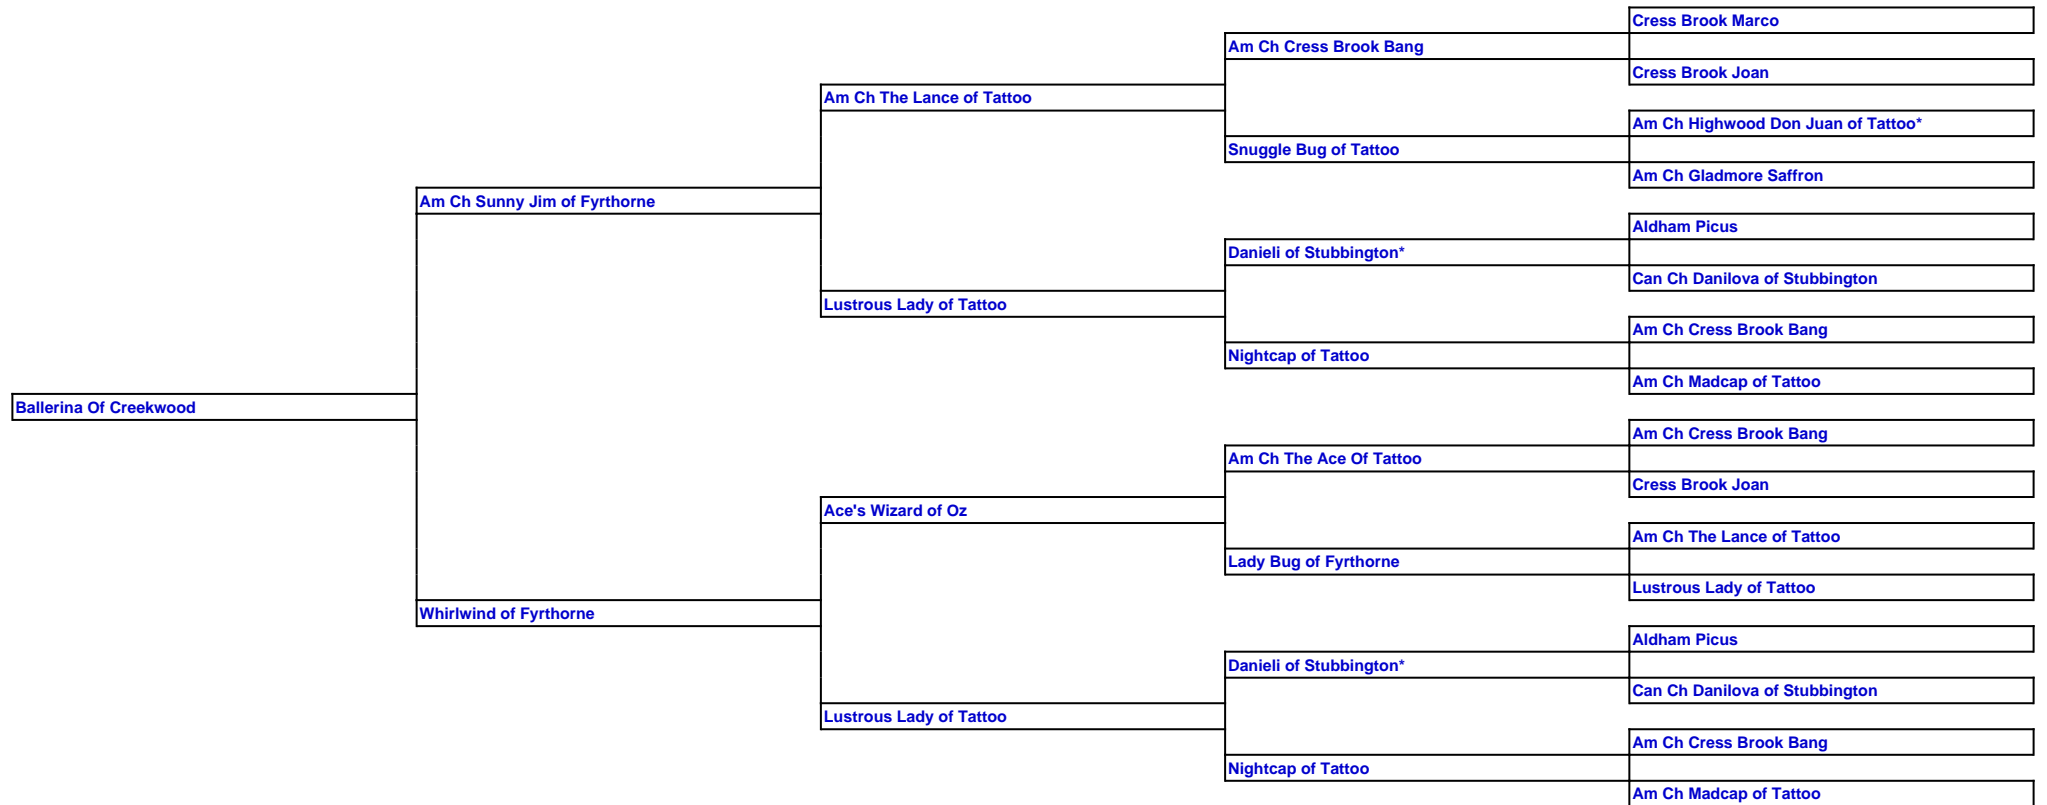 Cress Brook Marco
Am Ch Cress Brook Bang
Cress Brook Joan
Am Ch The Lance of Tattoo
Am Ch Highwood Don Juan of Tattoo*
Snuggle Bug of Tattoo
Am Ch Gladmore Saffron
Am Ch Sunny Jim of Fyrthorne
Aldham Picus
Danieli of Stubbington*
Can Ch Danilova of Stubbington
Lustrous Lady of Tattoo
Am Ch Cress Brook Bang
Nightcap of Tattoo
Am Ch Madcap of Tattoo
Ballerina Of Creekwood
Am Ch Cress Brook Bang
Am Ch The Ace Of Tattoo
Cress Brook Joan
Ace's Wizard of Oz
Am Ch The Lance of Tattoo
Lady Bug of Fyrthorne
Lustrous Lady of Tattoo
Whirlwind of Fyrthorne
Aldham Picus
Danieli of Stubbington*
Can Ch Danilova of Stubbington
Lustrous Lady of Tattoo
Am Ch Cress Brook Bang
Nightcap of Tattoo
Am Ch Madcap of Tattoo